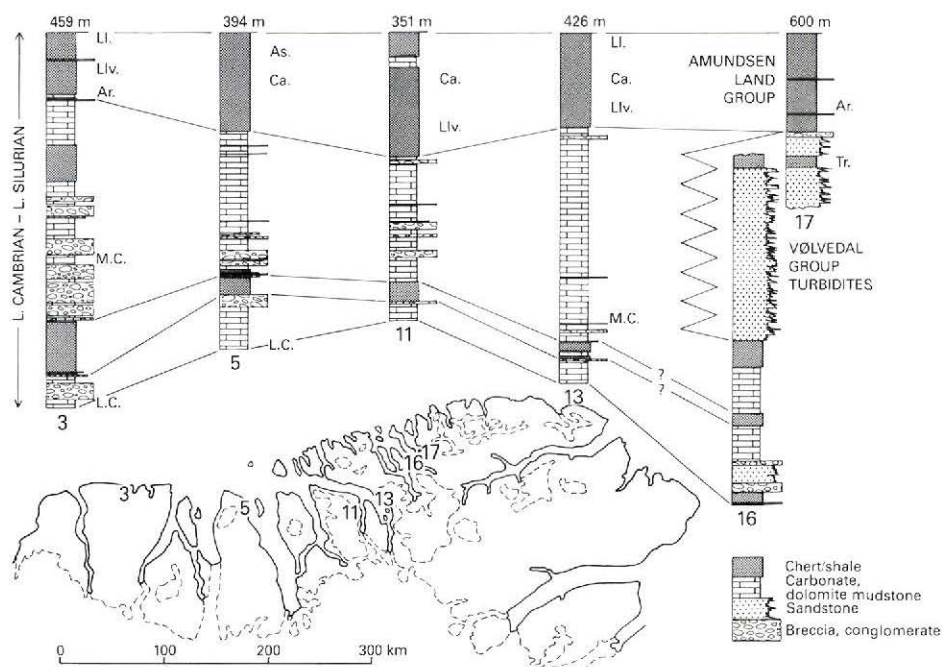 459 m
394 m
351 m
426 m
600 m
L. CAMBRIAN – L. SILURIAN
Ll.
Llv.
Ar.
M.C.
L.C.
3
As.
Ca.
L.C.
5
Ca.
Llv.
11
Ll.
Ca.
Llv.
M.C.
13
AMUNDSEN
LAND
GROUP
Ar.
Tr.
17
VØLVEDAL
GROUP
TURBIDITES
?
?
16
3
5
11
13
16
17
Chert/shale
Carbonate,
dolomite mudstone
Sandstone
Breccia, conglomerate
0 100 200 300 km